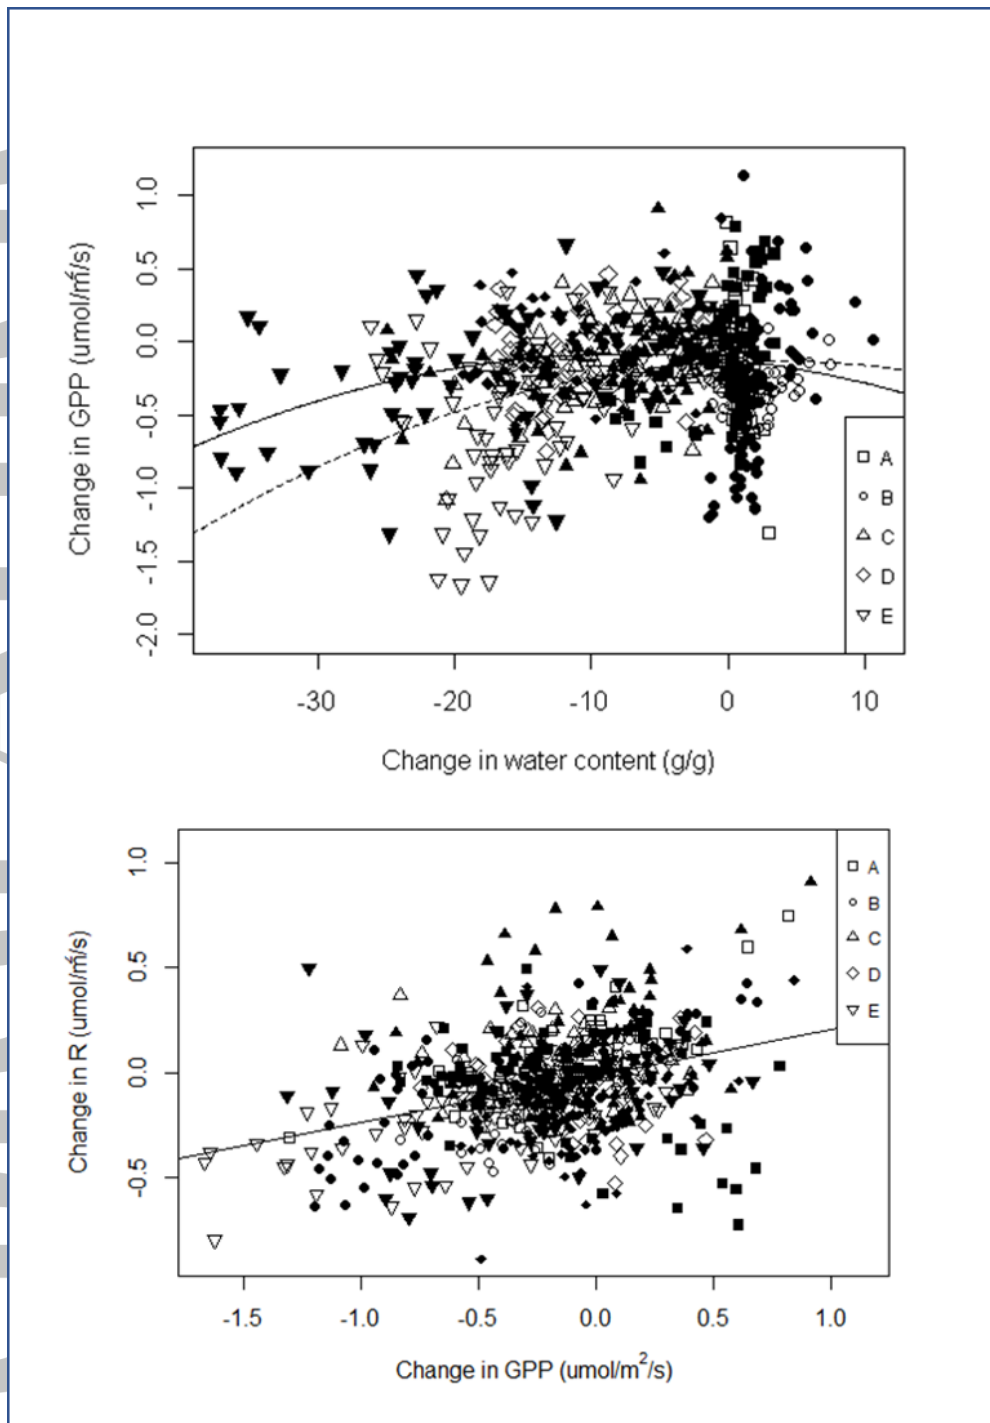 Change in GPP (umol/m²/s)
1.0
0.5
0.0
-0.5
-1.0
-1.5
-2.0
A
B
C
D
E
-30 -20 -10 0 10
Change in water content (g/g)
Change in R (umol/m²/s)
1.0
0.5
0.0
-0.5
A
B
C
D
E
-1.5 -1.0 -0.5 0.0 0.5 1.0
Change in GPP (umol/m²/s)